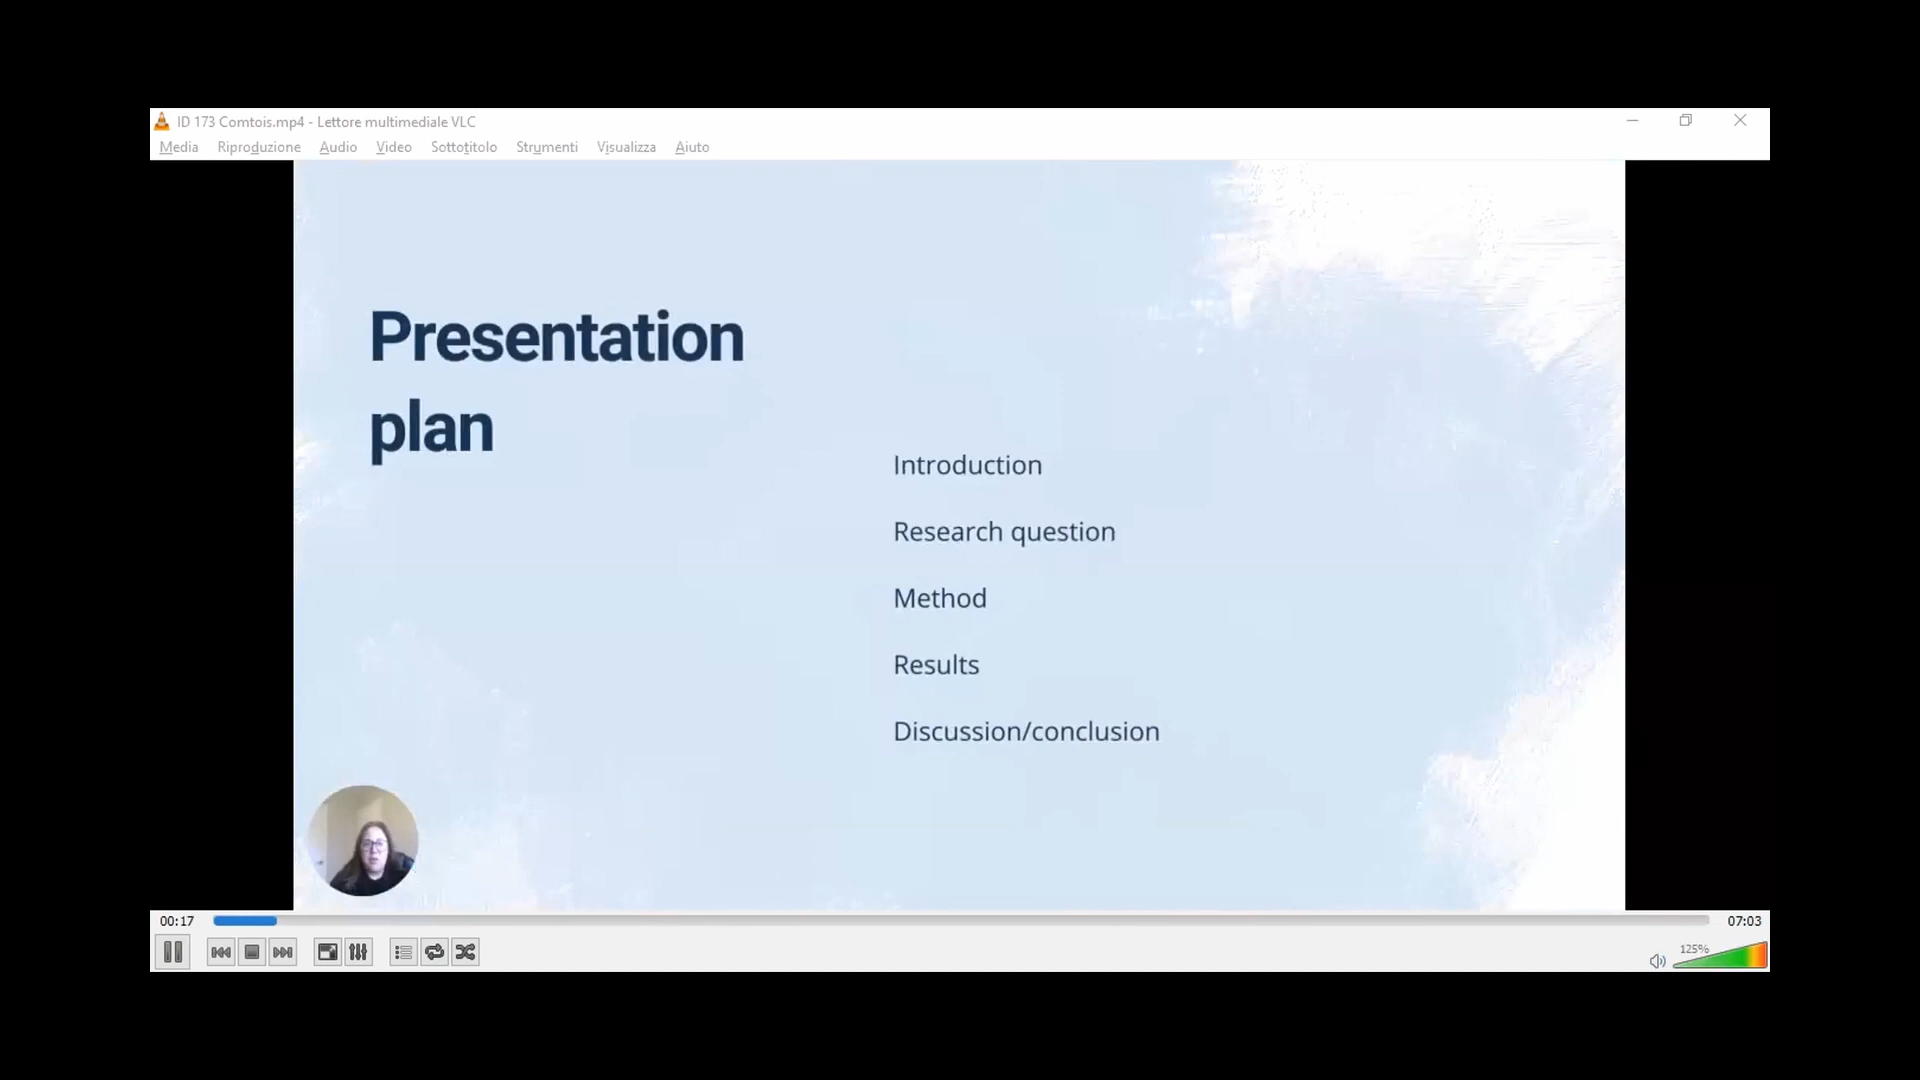 ID 173 Comtois.mp4 - Lettore multimediale VLC
Media Riproduzione Audio Video Sottotitolo Strumenti Visualizza Aiuto
Presentation
plan
Introduction
Research question
Method
Results
Discussion/conclusion
00:17 07:03
125%